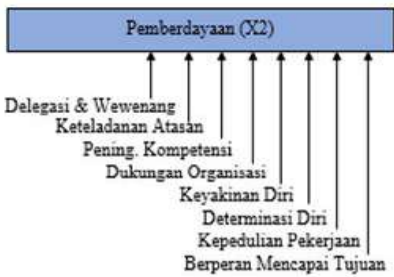 Pemberdayaan (X2)
Delegasi & Wewenang
Keteladanan Atasan
Pening. Kompetensi
Dukungan Organisasi
Keyakinan Diri
Determinasi Diri
Kepedulian Pekerjaan
Berperan Mencapai Tujuan